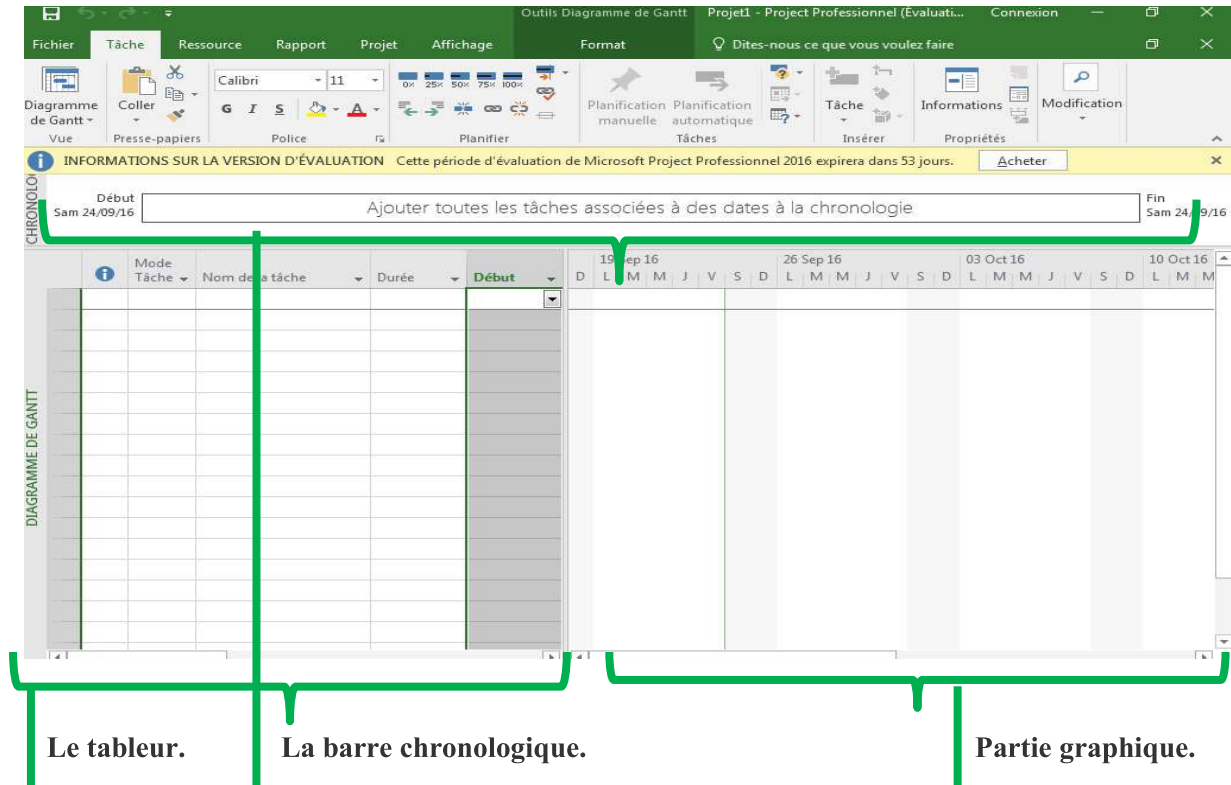 Outils Diagramme de Gantt Projet1 - Project Professionnel (Évaluati... Connexion
Fichier Tâche Ressource Rapport Projet Affichage Format Dites-nous ce que vous voulez faire
Calibri 11
0× 25× 50× 75× 100×
Diagramme de Gantt
Coller
G I S A
Planification manuelle
Planification automatique
Tâche
Informations
Modification
Vue Presse-papiers Police Planifier Tâches Insérer Propriétés
INFORMATIONS SUR LA VERSION D'ÉVALUATION Cette période d'évaluation de Microsoft Project Professionnel 2016 expirera dans 53 jours. Acheter
CHRONOLO
Début
Sam 24/09/16
Ajouter toutes les tâches associées à des dates à la chronologie
Fin
Sam 24/09/16
Mode Tâche
Nom de la tâche
Durée
Début
19 Sep 16 26 Sep 16 03 Oct 16 10 Oct 16
D L M M J V S D L M M J V S D L M M J V S D L M M
DIAGRAMME DE GANTT
Le tableur. La barre chronologique. Partie graphique.